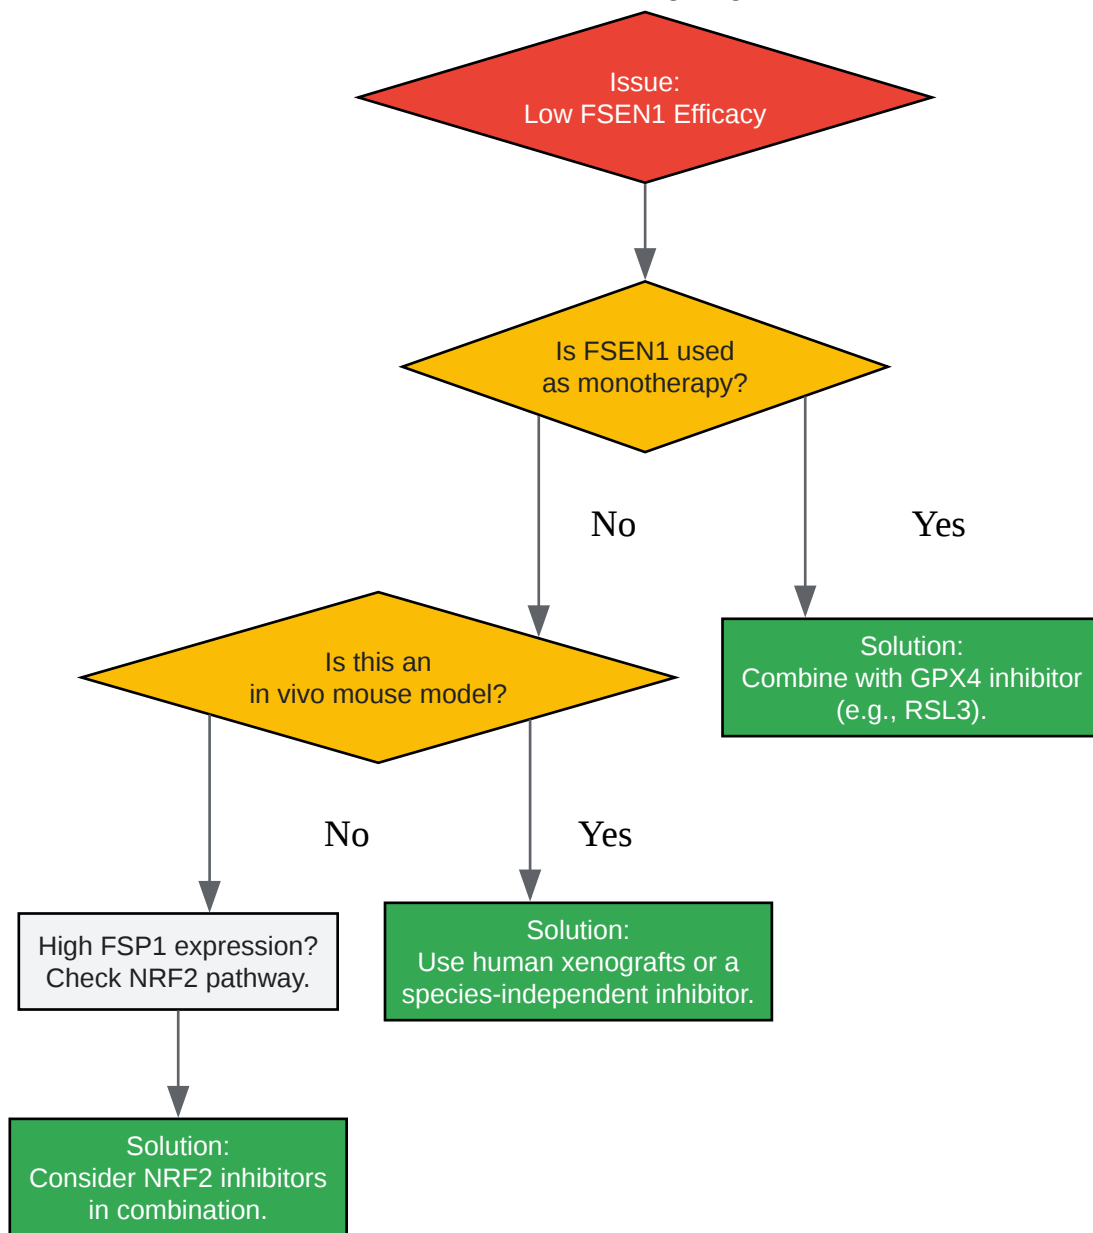 Issue:
Low FSEN1 Efficacy
Is FSEN1 used
as monotherapy?
No
Yes
Is this an
in vivo mouse model?
Solution:
Combine with GPX4 inhibitor
(e.g., RSL3).
No
Yes
High FSP1 expression?
Check NRF2 pathway.
Solution:
Use human xenografts or a
species-independent inhibitor.
Solution:
Consider NRF2 inhibitors
in combination.